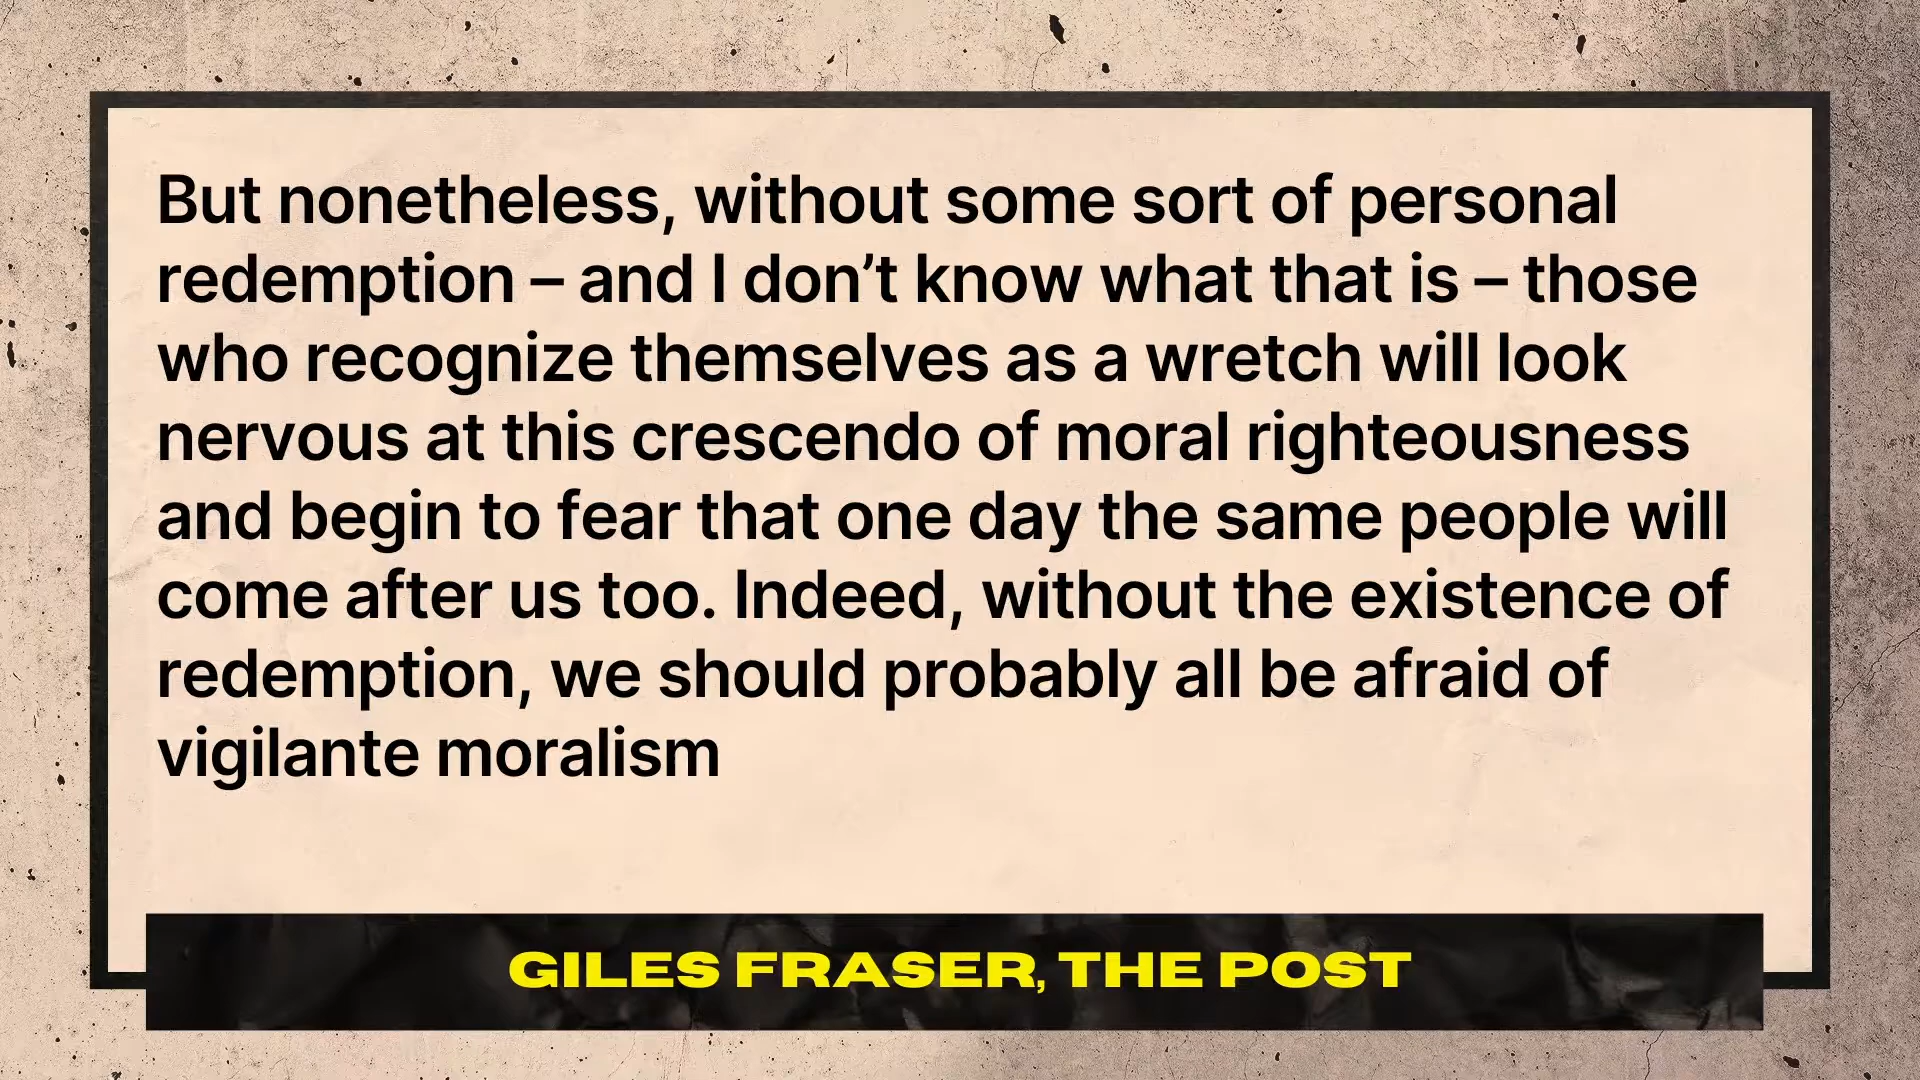 But nonetheless, without some sort of personal
redemption – and I don’t know what that is – those
who recognize themselves as a wretch will look
nervous at this crescendo of moral righteousness
and begin to fear that one day the same people will
come after us too. Indeed, without the existence of
redemption, we should probably all be afraid of
vigilante moralism
GILES FRASER, THE POST